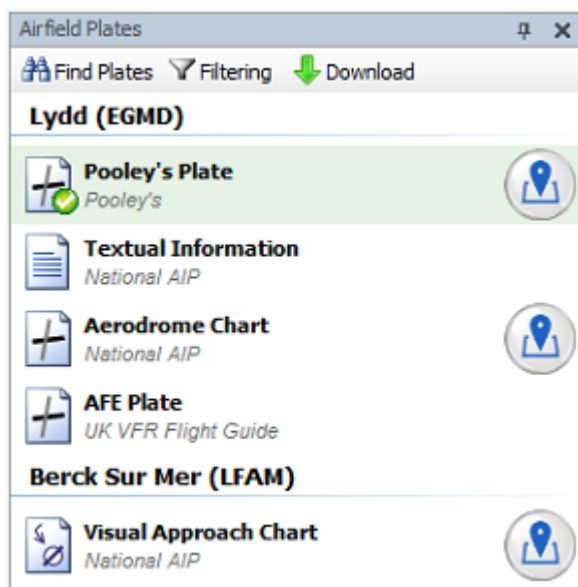 Airfield Plates
Find Plates Filtering Download
Lydd (EGMD)
Pooley's Plate
Pooley's
Textual Information
National AIP
Aerodrome Chart
National AIP
AFE Plate
UK VFR Flight Guide
Berck Sur Mer (LFAM)
Visual Approach Chart
National AIP